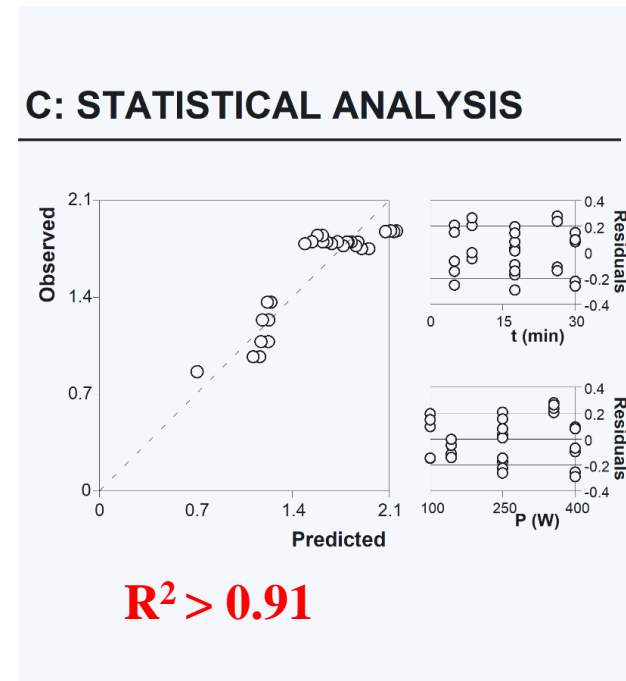 C: STATISTICAL ANALYSIS
2.1
1.4
0.7
0
Observed
0 0.7 1.4 2.1
Predicted
0.4
0.2
0
-0.2
-0.4
Residuals
0 15 30
t (min)
0.4
0.2
0
-0.2
-0.4
Residuals
100 250 400
P (W)
R² > 0.91